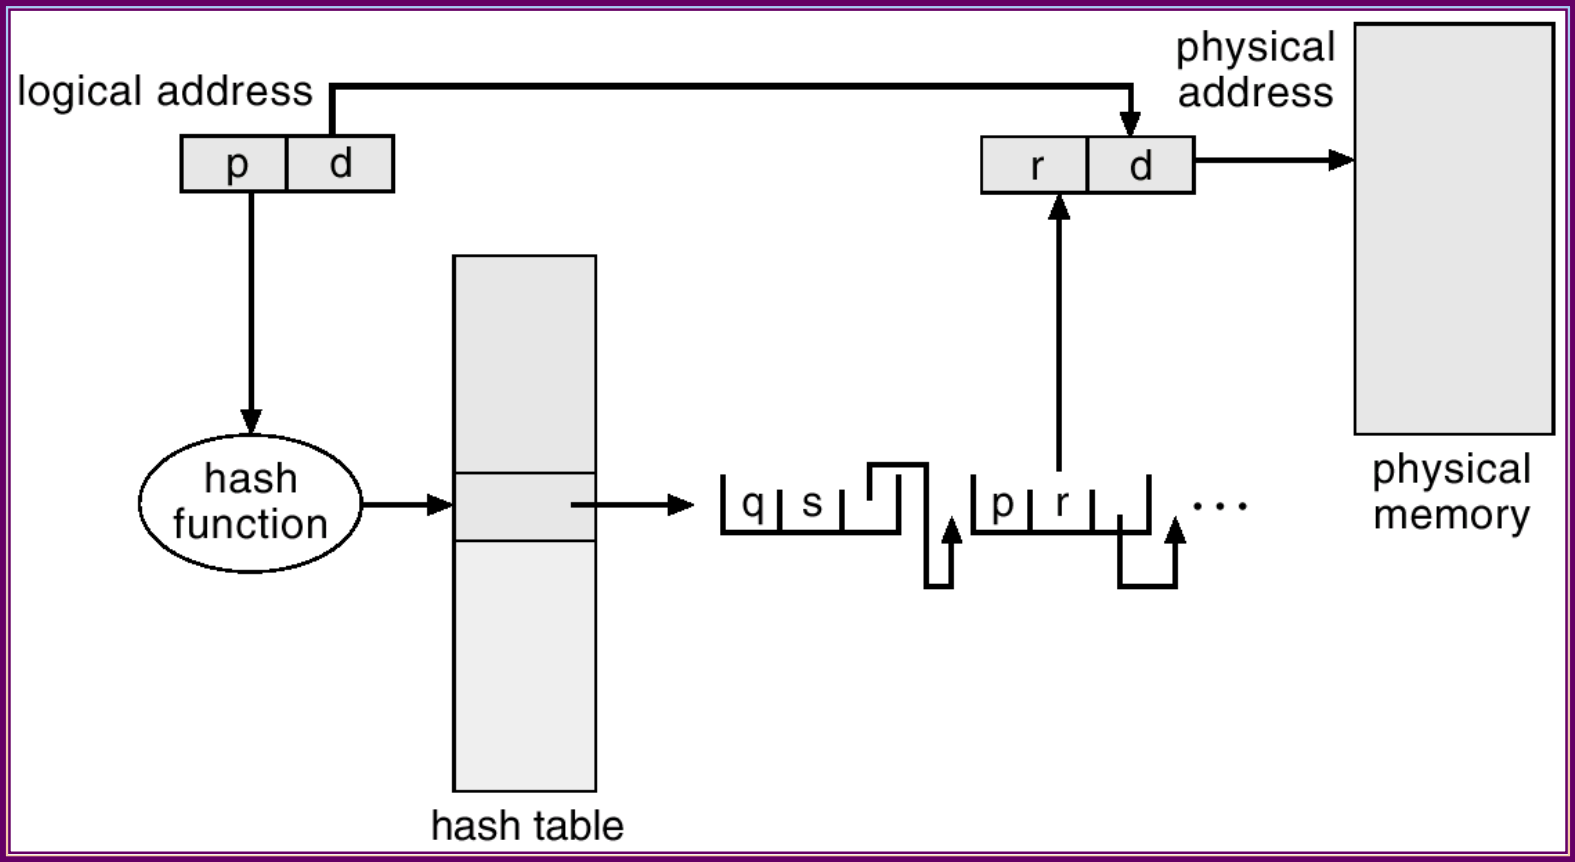 logical address
p d
physical
address
r d
hash
function
q s
p r
...
physical
memory
hash table